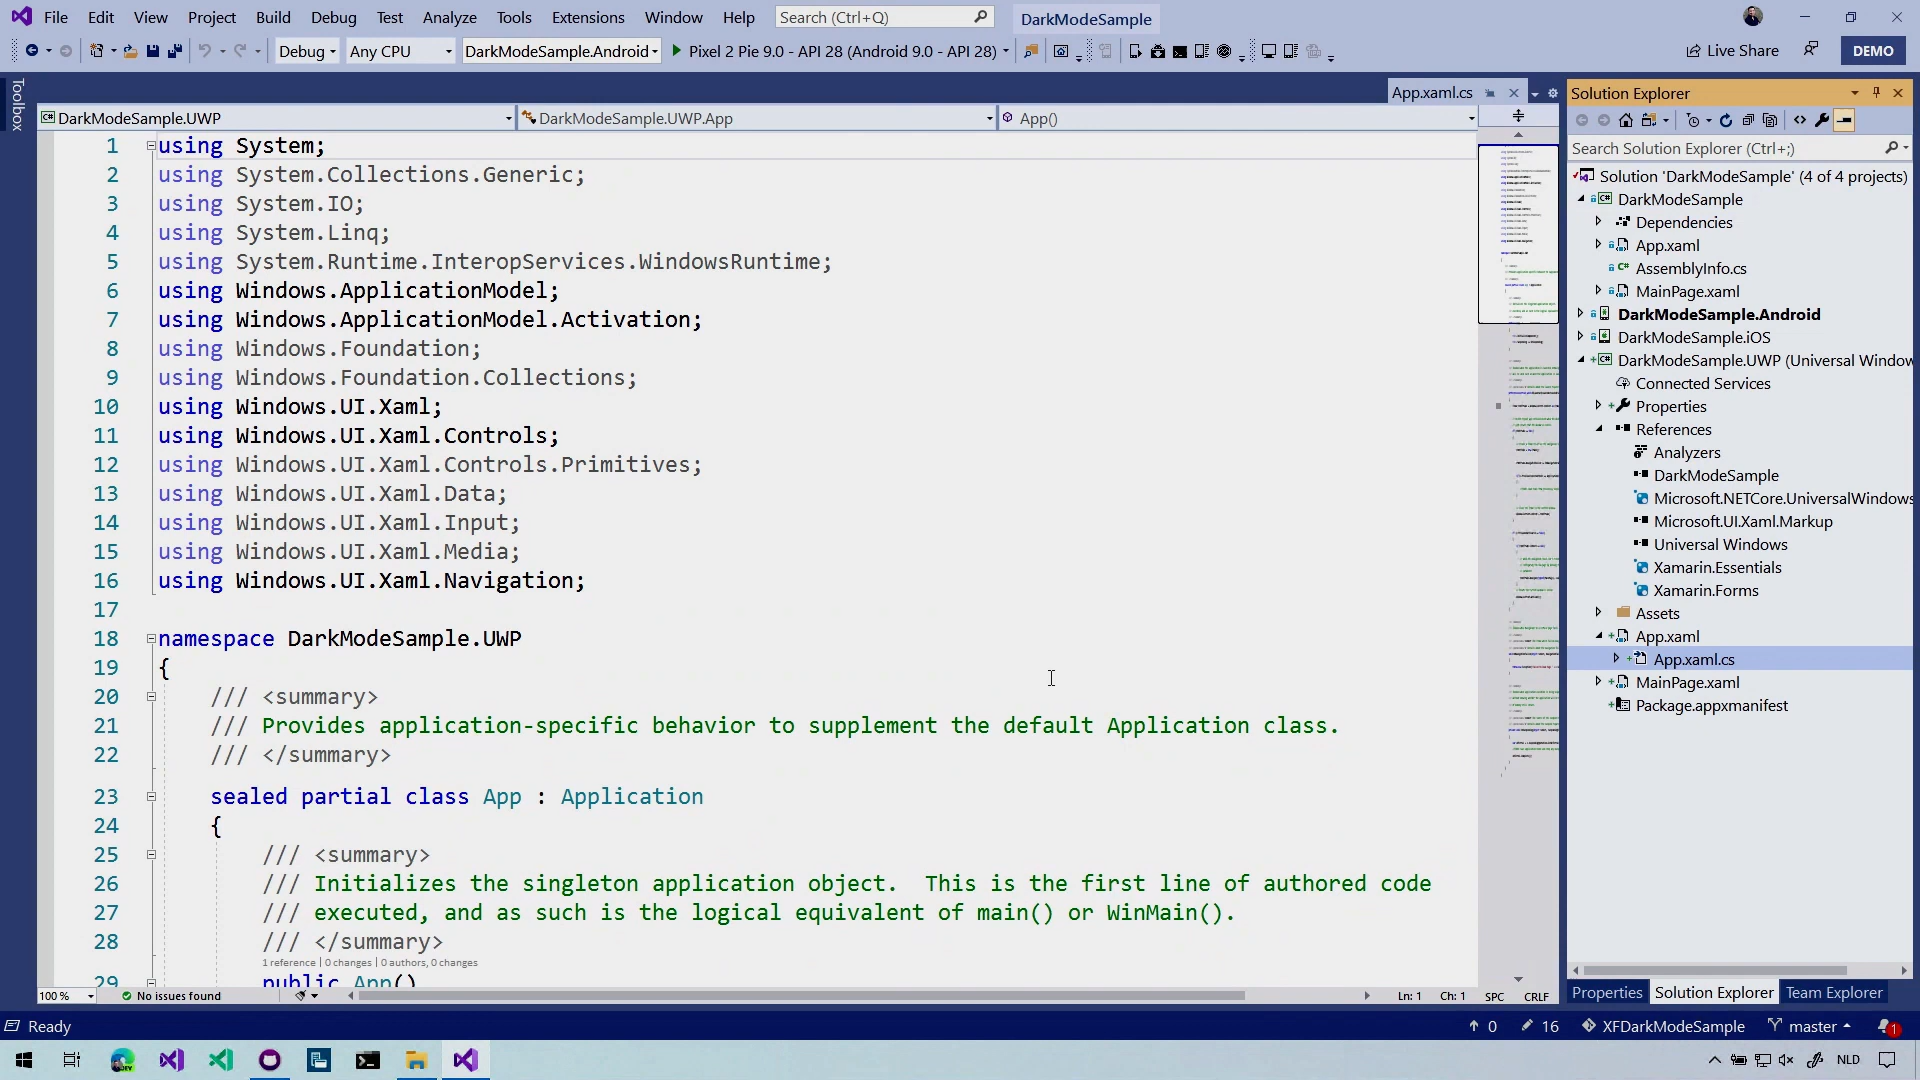 File Edit View Project Build Debug Test Analyze Tools Extensions Window Help Search (Ctrl+Q) DarkModeSample
Debug Any CPU DarkModeSample.Android Pixel 2 Pie 9.0 - API 28 (Android 9.0 - API 28) Live Share DEMO
Toolbox
App.xaml.cs
DarkModeSample.UWP DarkModeSample.UWP.App App()
1 using System;
2 using System.Collections.Generic;
3 using System.IO;
4 using System.Linq;
5 using System.Runtime.InteropServices.WindowsRuntime;
6 using Windows.ApplicationModel;
7 using Windows.ApplicationModel.Activation;
8 using Windows.Foundation;
9 using Windows.Foundation.Collections;
10 using Windows.UI.Xaml;
11 using Windows.UI.Xaml.Controls;
12 using Windows.UI.Xaml.Controls.Primitives;
13 using Windows.UI.Xaml.Data;
14 using Windows.UI.Xaml.Input;
15 using Windows.UI.Xaml.Media;
16 using Windows.UI.Xaml.Navigation;
17
18 namespace DarkModeSample.UWP
19 {
20 /// <summary>
21 /// Provides application-specific behavior to supplement the default Application class.
22 /// </summary>
23 sealed partial class App : Application
24 {
25 /// <summary>
26 /// Initializes the singleton application object.  This is the first line of authored code
27 /// executed, and as such is the logical equivalent of main() or WinMain().
28 /// </summary>
1 reference | 0 changes | 0 authors, 0 changes
29 public App()
100 % No issues found Ln: 1 Ch: 1 SPC CRLF
Solution Explorer
Search Solution Explorer (Ctrl+;)
Solution 'DarkModeSample' (4 of 4 projects)
DarkModeSample
Dependencies
App.xaml
AssemblyInfo.cs
MainPage.xaml
DarkModeSample.Android
DarkModeSample.iOS
DarkModeSample.UWP (Universal Window
Connected Services
Properties
References
Analyzers
DarkModeSample
Microsoft.NETCore.UniversalWindows
Microsoft.UI.Xaml.Markup
Universal Windows
Xamarin.Essentials
Xamarin.Forms
Assets
App.xaml
App.xaml.cs
MainPage.xaml
Package.appxmanifest
Properties Solution Explorer Team Explorer
Ready 0 16 XFDarkModeSample master 1
NLD